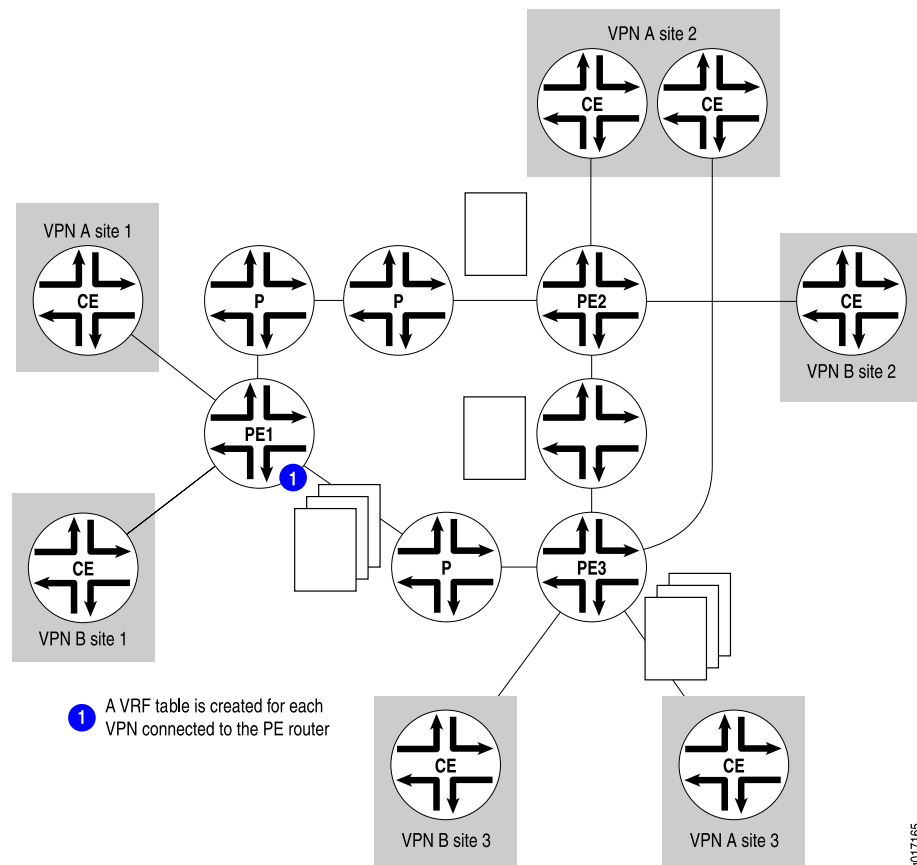 VPN A site 2
CE
CE
VPN A site 1
CE
P
P
PE2
CE
VPN B site 2
PE1
1
CE
P
PE3
VPN B site 1
1
A VRF table is created for each
VPN connected to the PE router
CE
CE
VPN B site 3
VPN A site 3